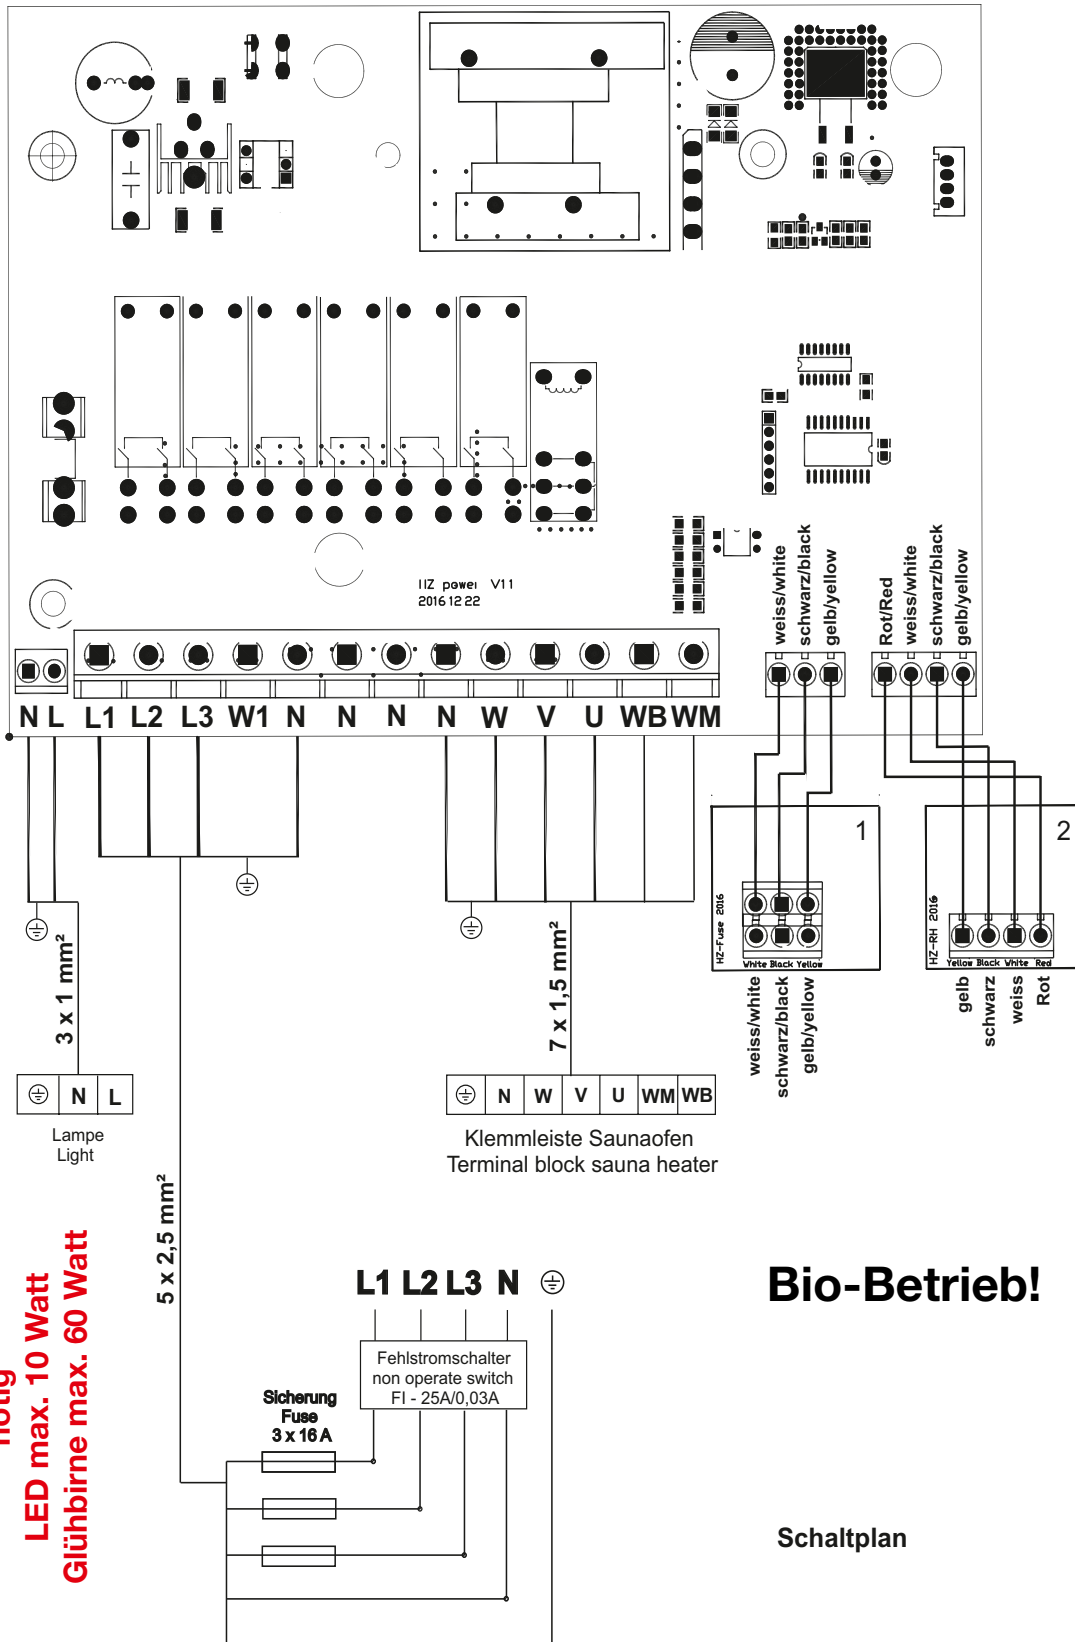 IIZ power V11
2016 12 22
weiss/white
schwarz/black
gelb/yellow
Rot/Red
weiss/white
schwarz/black
gelb/yellow
N L L1 L2 L3 W1 N N N N W V U WB WM
1
HZ-Fuse 2016
White Black Yellow
weiss/white
schwarz/black
gelb/yellow
2
HZ-RH 2016
Yellow Black White Red
gelb
schwarz
weiss
Rot
3 x 1 mm²
7 x 1,5 mm²
N L
Lampe
Light
N W V U WM WB
Klemmleiste Saunaofen
Terminal block sauna heater
5 x 2,5 mm²
nötig
LED max. 10 Watt
Glühbirne max. 60 Watt
L1 L2 L3 N
Fehlstromschalter
non operate switch
FI - 25A/0,03A
Sicherung
Fuse
3 x 16 A
Bio-Betrieb!
Schaltplan